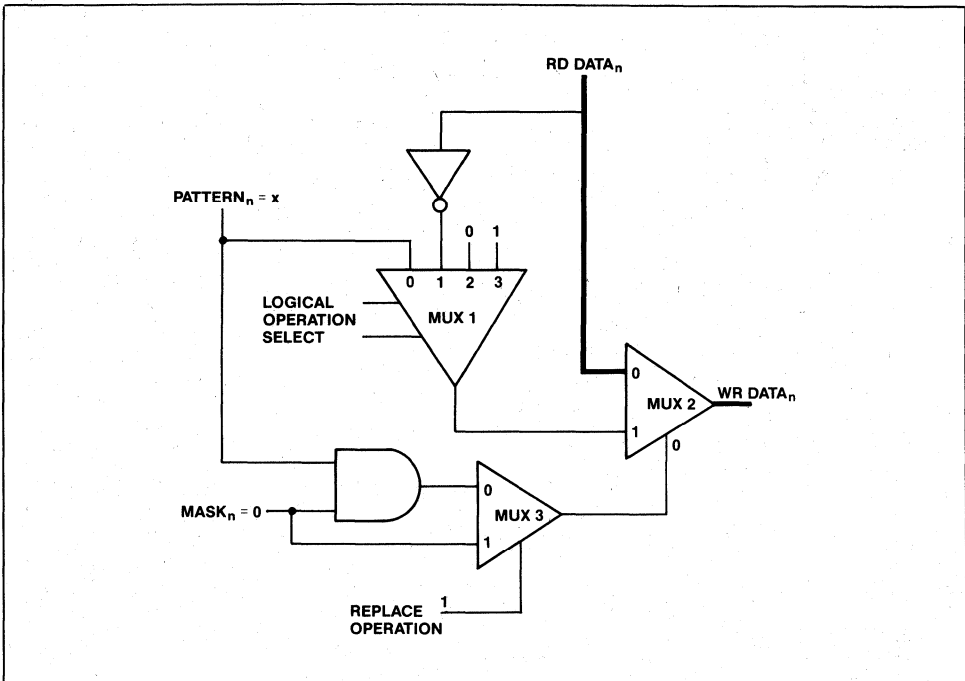 RD DATAn
PATTERNn = x
0 1
0 1 2 3
LOGICAL
OPERATION
SELECT
MUX 1
0
MUX 2
WR DATAn
1
0
0
MASKn = 0
MUX 3
1
REPLACE
OPERATION
1